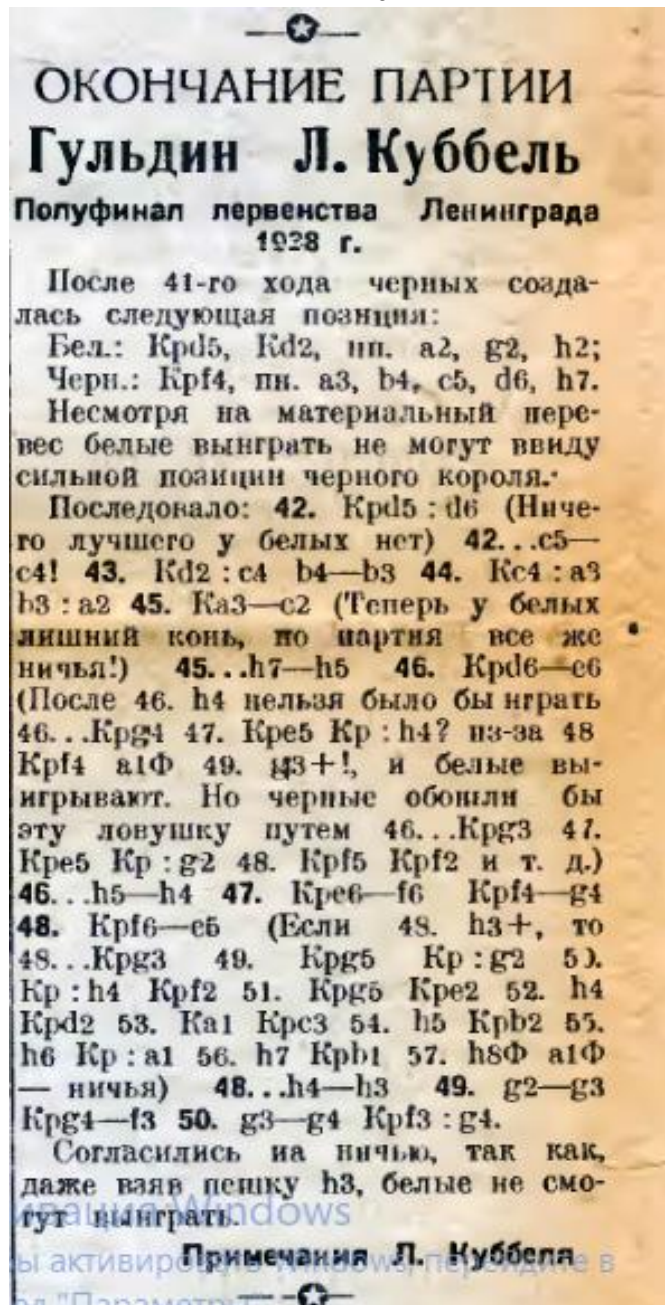 ОКОНЧАНИЕ ПАРТИИ
Гульдин Л. Куббель
Полуфинал первенства Ленинграда
1938 г.
После 41-го хода черных созда-
лась следующая позиция:
Бел.: Крd5, Кd2, пп. a2, g2, h2;
Черн.: Крf4, пп. a3, b4, c5, d6, h7.
Несмотря на материальный пере-
вес белые выиграть не могут ввиду
сильной позиции черного короля.
Последовало: 42. Крd5 : d6 (Ниче-
го лучшего у белых нет) 42...c5—
c4! 43. Кd2 : c4 b4—b3 44. Кc4 : a3
b3 : a2 45. Кa3—c2 (Теперь у белых
лишний конь, но партия все же
ничья!) 45...h7—h5 46. Крd6—e6
(После 46. h4 нельзя было бы играть
46...Крg4 47. Крe5 Кр : h4? из-за 48
Крf4 a1Ф 49. g3+!, и белые вы-
игрывают. Но черные обошли бы
эту ловушку путем 46...Крg3 47.
Крe5 Кр : g2 48. Крf5 Крf2 и т. д.)
46...h5—h4 47. Крe6—f6 Крf4—g4
48. Крf6—e5 (Если 48. h3+, то
48...Крg3 49. Крg5 Кр : g2 50.
Кр : h4 Крf2 51. Крg5 Крe2 52. h4
Крd2 53. Кa1 Крc3 54. h5 Крb2 55.
h6 Кр : a1 56. h7 Крb1 57. h8Ф a1Ф
— ничья) 48...h4—h3 49. g2—g3
Крg4—f3 50. g3—g4 Крf3 : g4.
Согласились на ничью, так как,
даже взяв пешку h3, белые не смо-
гут выиграть.
Примечания Л. Куббеля